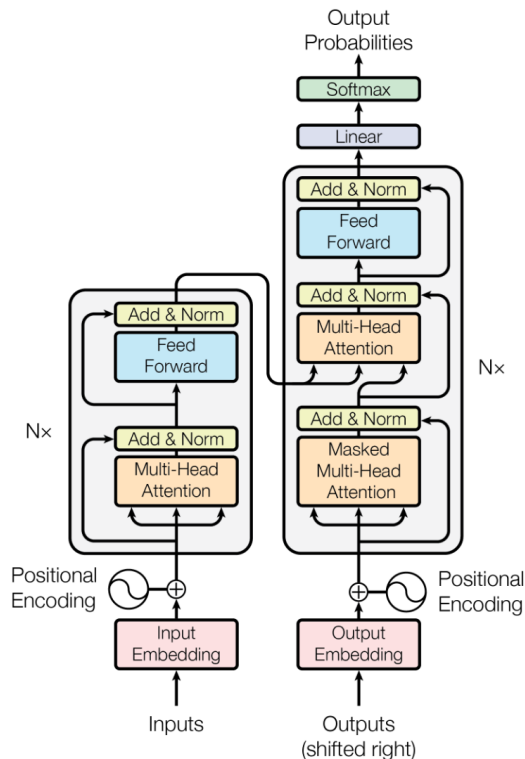 Output
Probabilities
Softmax
Linear
Add & Norm
Feed
Forward
Add & Norm
Multi-Head
Attention
Add & Norm
Masked
Multi-Head
Attention
N×
Add & Norm
Feed
Forward
Add & Norm
Multi-Head
Attention
N×
Positional
Encoding
Positional
Encoding
Input
Embedding
Output
Embedding
Inputs
Outputs
(shifted right)